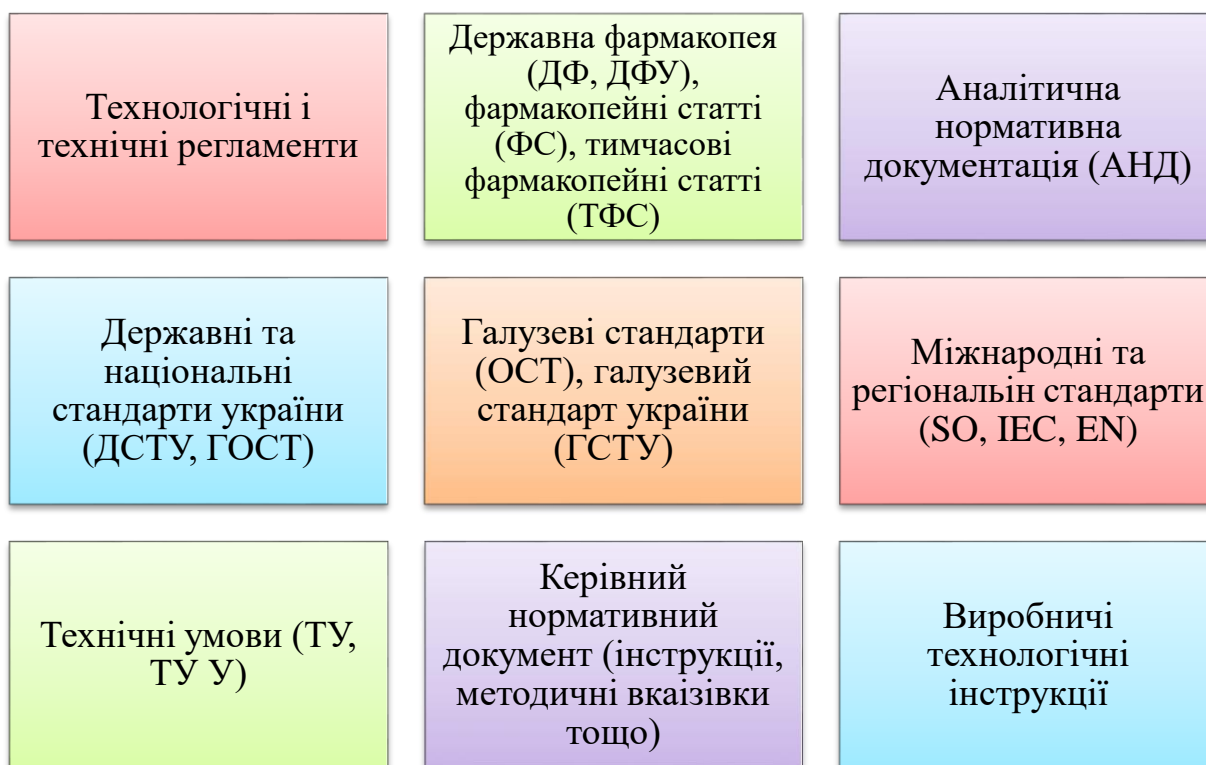 Технологічні і
технічні регламенти
Державна фармакопея
(ДФ, ДФУ),
фармакопейні статті
(ФС), тимчасові
фармакопейні статті
(ТФС)
Аналітична
нормативна
документація (АНД)
Державні та
національні
стандарти україни
(ДСТУ, ГОСТ)
Галузеві стандарти
(ОСТ), галузевий
стандарт україни
(ГСТУ)
Міжнародні та
регіональін стандарти
(SO, IEC, EN)
Технічні умови (ТУ,
ТУ У)
Керівний
нормативний
документ (інструкції,
методичні вкаізівки
тощо)
Виробничі
технологічні
інструкції